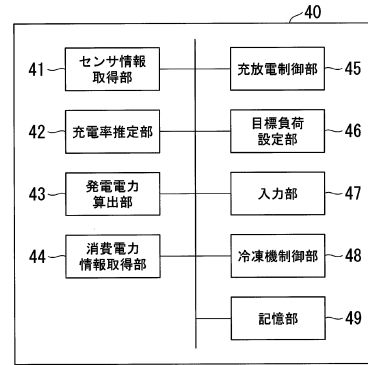 40
41
センサ情報
取得部
42
充電率推定部
43
発電電力
算出部
44
消費電力
情報取得部
充放電制御部
45
目標負荷
設定部
46
入力部
47
冷凍機制御部
48
記憶部
49